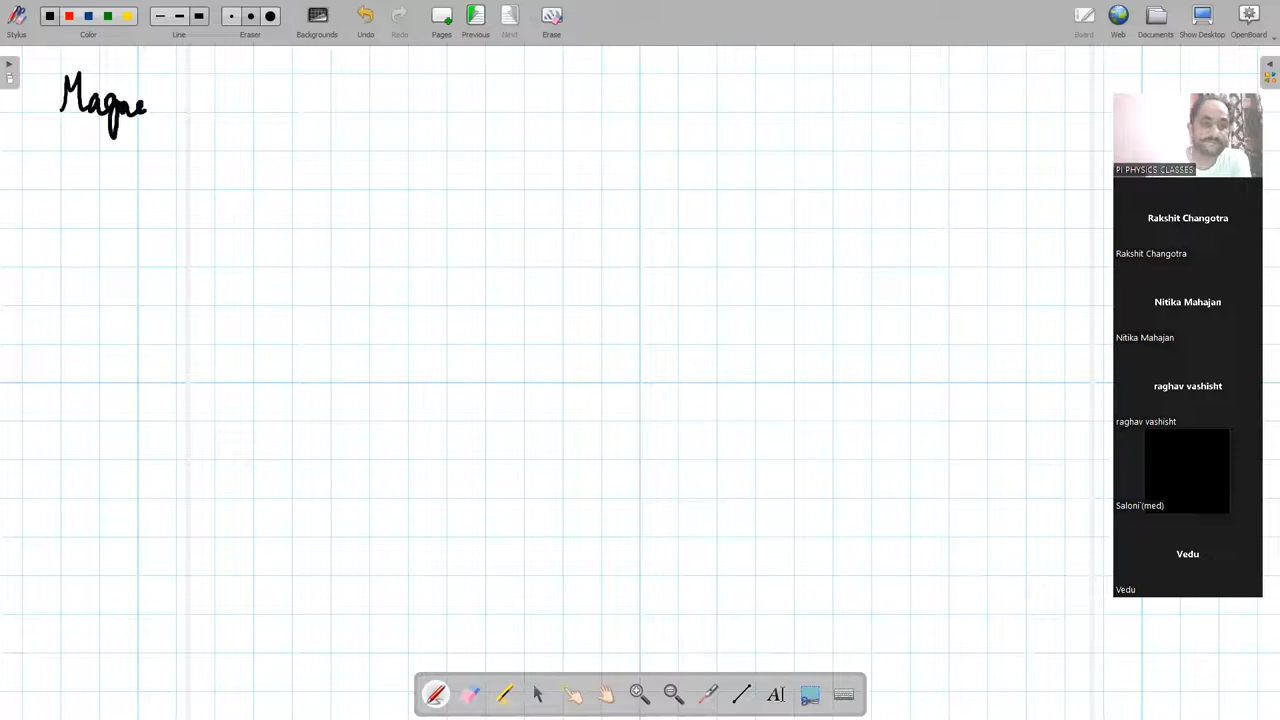 Stylus Color Line Eraser Backgrounds Undo Redo Pages Previous Next Erase Board Web Documents Show Desktop OpenBoard
Magne
PI PHYSICS CLASSES
Rakshit Changotra
Rakshit Changotra
Nitika Mahajan
Nitika Mahajan
raghav vashisht
raghav vashisht
Saloni (med)
Vedu
Vedu